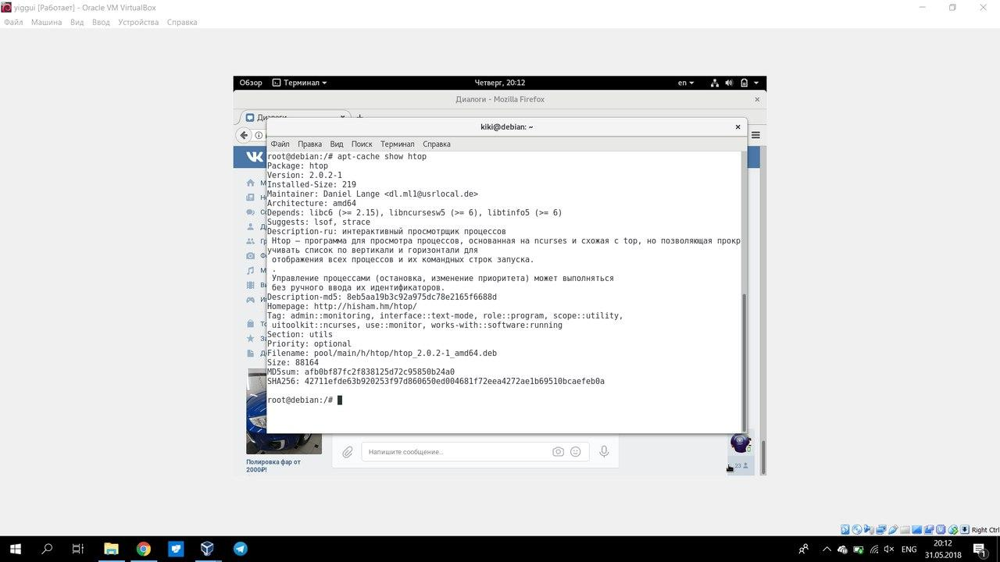 yiggui [Работает] - Oracle VM VirtualBox
Файл Машина Вид Ввод Устройства Справка
Обзор Терминал Четверг, 20:12 en
Диалоги - Mozilla Firefox
Диалоги
kiki@debian: ~
Файл Правка Вид Поиск Терминал Справка
root@debian:/# apt-cache show htop
Package: htop
Version: 2.0.2-1
Installed-Size: 219
Maintainer: Daniel Lange <dl.ml1@usrlocal.de>
Architecture: amd64
Depends: libc6 (>= 2.15), libncursesw5 (>= 6), libtinfo5 (>= 6)
Suggests: lsof, strace
Description-ru: интерактивный просмотрщик процессов
Htop — программа для просмотра процессов, основанная на ncurses и схожая с top, но позволяющая прокр
учивать список по вертикали и горизонтали для
отображения всех процессов и их командных строк запуска.
.
Управление процессами (остановка, изменение приоритета) может выполняться
без ручного ввода их идентификаторов.
Description-md5: 8eb5aa19b3c92a975dc78e2165f6688d
Homepage: http://hisham.hm/htop/
Tag: admin::monitoring, interface::text-mode, role::program, scope::utility,
uitoolkit::ncurses, use::monitor, works-with::software:running
Section: utils
Priority: optional
Filename: pool/main/h/htop/htop_2.0.2-1_amd64.deb
Size: 88164
MD5sum: afb0bf87fc2f838125d72c95850b24a0
SHA256: 42711efde63b920253f97d860650ed004681f72eea4272ae1b69510bcaefeb0a
root@debian:/#
Напишите сообщение...
23
Полировка фар от
2000₽!
Right Ctrl
ENG
20:12
31.05.2018